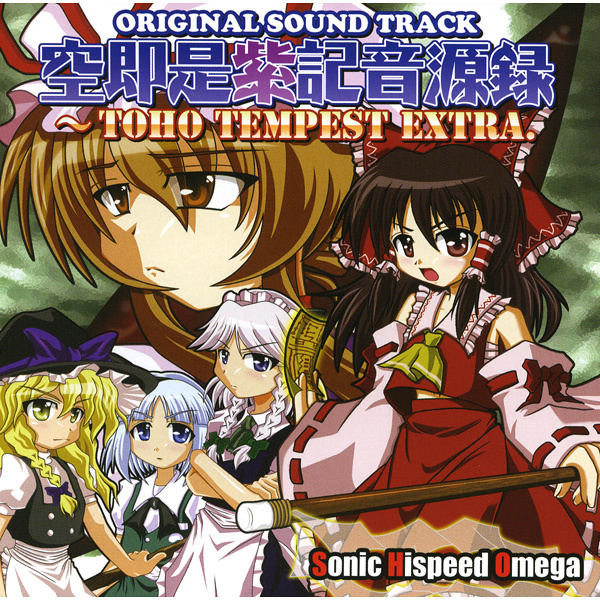 ORIGINAL SOUND TRACK
空即是紫記音源録
～TOHO TEMPEST EXTRA.
Sonic Hispeed Omega